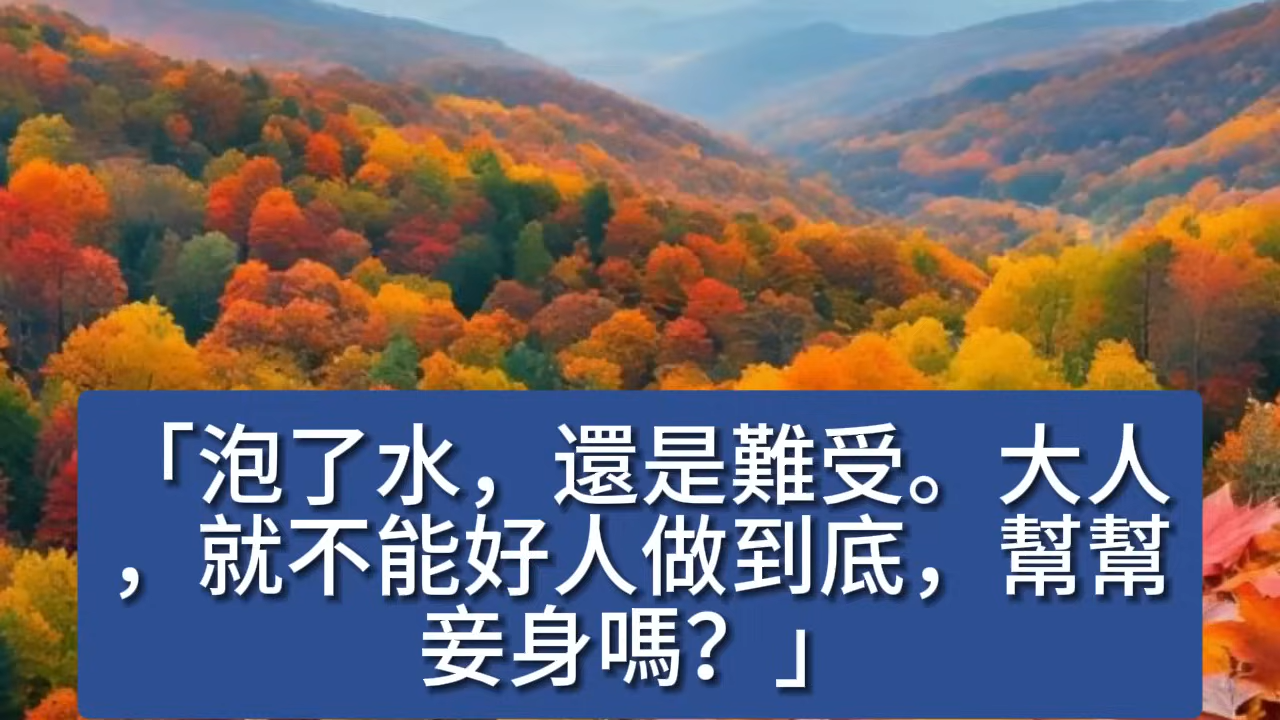 「泡了水，還是難受。大人
，就不能好人做到底，幫幫
妾身嗎？」